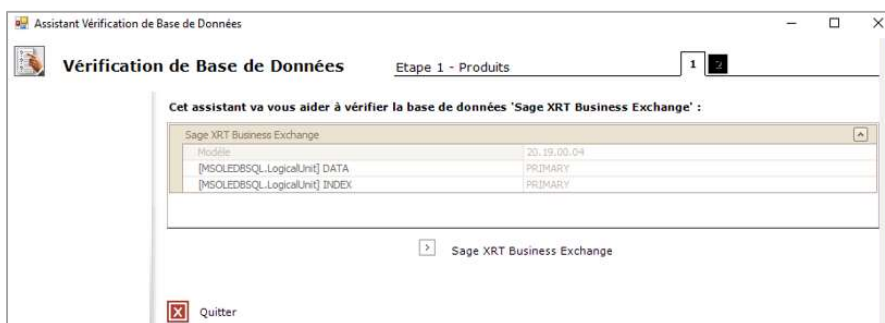 Assistant Vérification de Base de Données
Vérification de Base de Données
Etape 1 - Produits
1 2
Cet assistant va vous aider à vérifier la base de données 'Sage XRT Business Exchange' :
Sage XRT Business Exchange
Modèle 20.19.00.04
[MSOLEDBSQL.LogicalUnit] DATA PRIMARY
[MSOLEDBSQL.LogicalUnit] INDEX PRIMARY
Sage XRT Business Exchange
Quitter